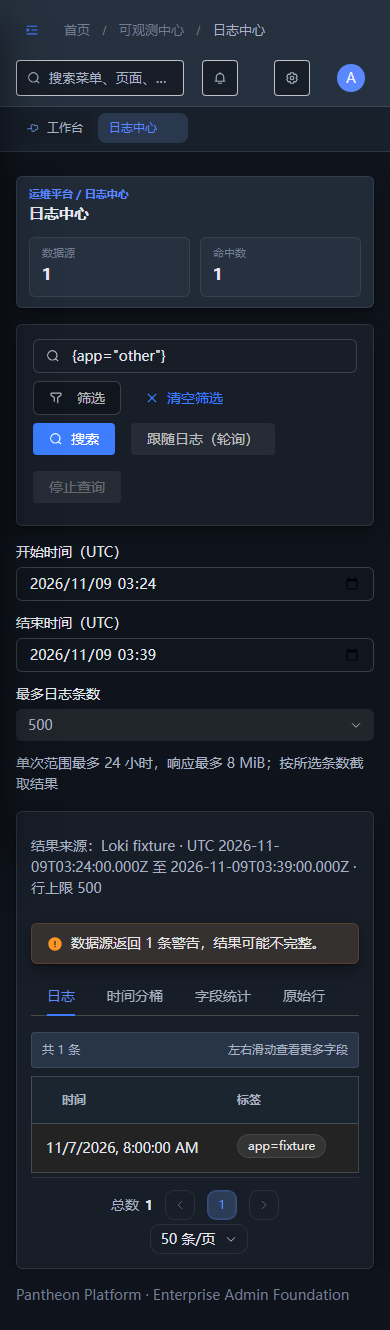 首页 / 可观测中心 / 日志中心
搜索菜单、页面、...
A
工作台 日志中心
运维平台 / 日志中心
日志中心
数据源 命中数
1 1
{app="other"}
筛选 清空筛选
搜索 跟随日志（轮询）
停止查询
开始时间（UTC）
2026/11/09 03:24
结束时间（UTC）
2026/11/09 03:39
最多日志条数
500
单次范围最多 24 小时，响应最多 8 MiB；按所选条数截
取结果
结果来源：Loki fixture · UTC 2026-11-
09T03:24:00.000Z 至 2026-11-09T03:39:00.000Z ·
行上限 500
数据源返回 1 条警告，结果可能不完整。
日志 时间分桶 字段统计 原始行
共 1 条 左右滑动查看更多字段
时间 标签
11/7/2026, 8:00:00 AM app=fixture
总数 1 1
50 条/页
Pantheon Platform · Enterprise Admin Foundation